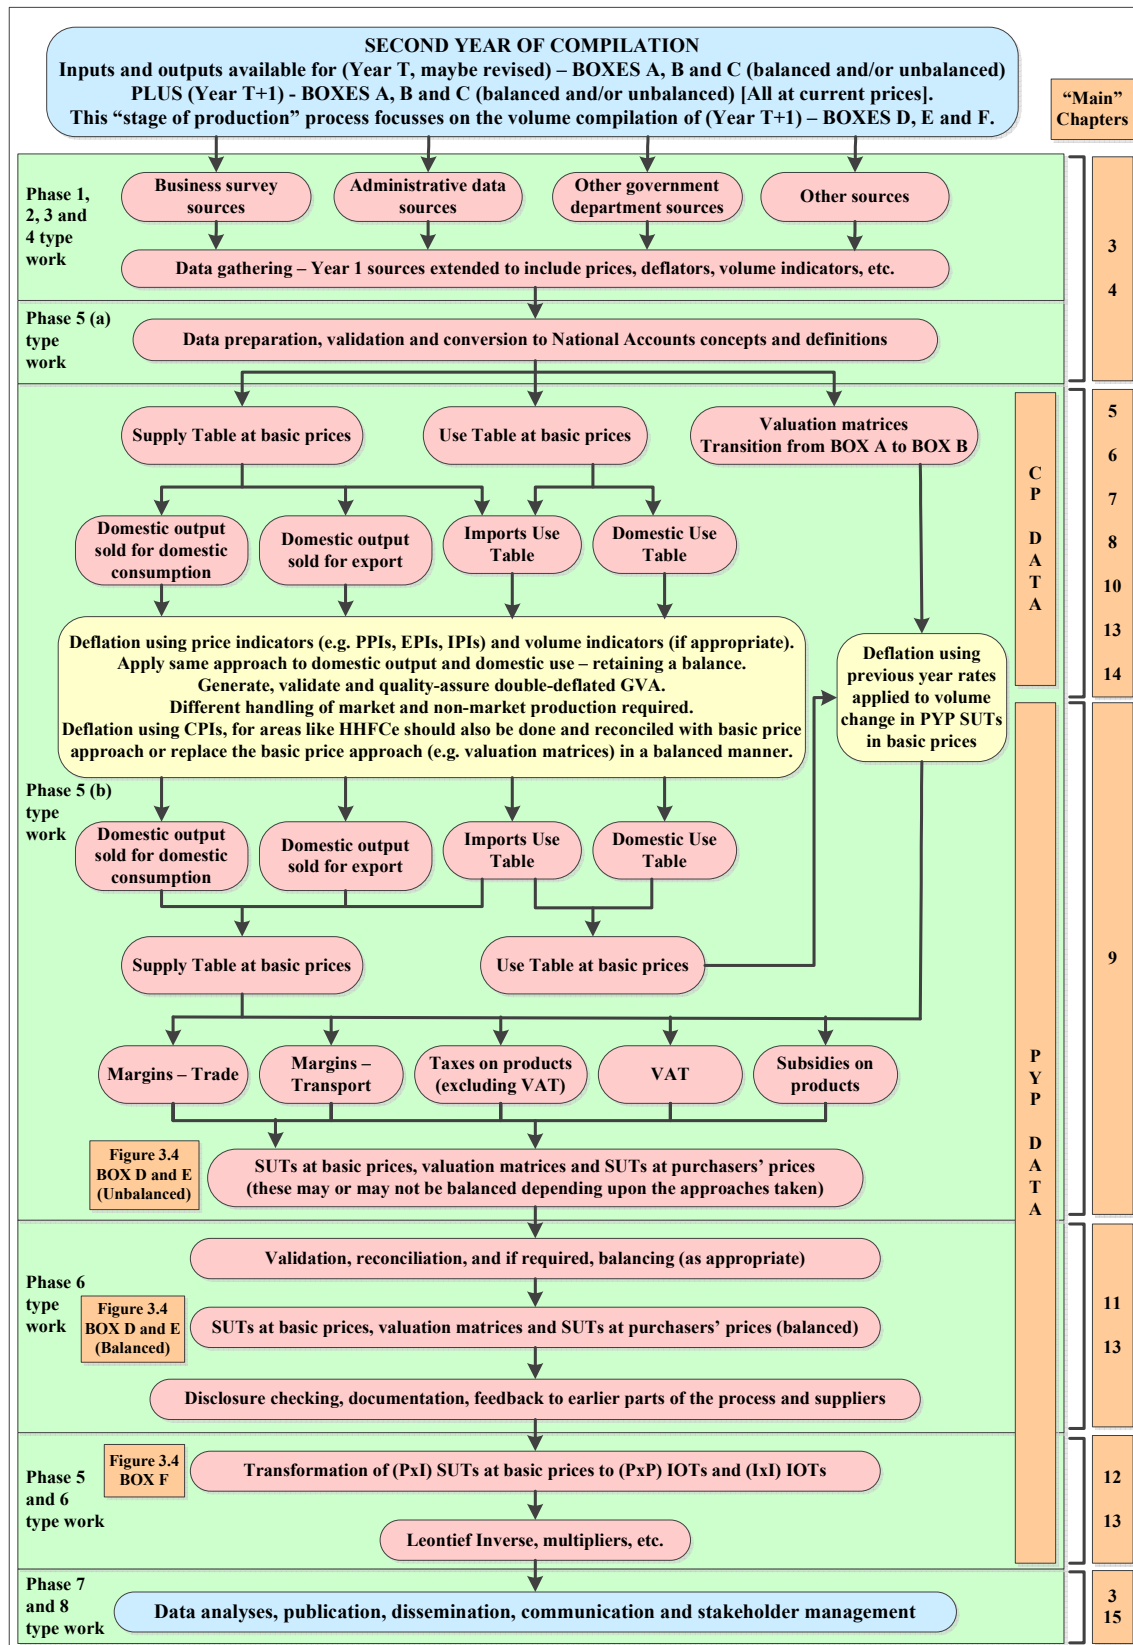 SECOND YEAR OF COMPILATION
Inputs and outputs available for (Year T, maybe revised) – BOXES A, B and C (balanced and/or unbalanced)
PLUS (Year T+1) - BOXES A, B and C (balanced and/or unbalanced) [All at current prices].
This “stage of production” process focusses on the volume compilation of (Year T+1) – BOXES D, E and F.
“Main”
Chapters
Phase 1,
2, 3 and
4 type
work
Business survey
sources
Administrative data
sources
Other government
department sources
Other sources
Data gathering – Year 1 sources extended to include prices, deflators, volume indicators, etc.
3
4
Phase 5 (a)
type
work
Data preparation, validation and conversion to National Accounts concepts and definitions
Supply Table at basic prices
Use Table at basic prices
Valuation matrices
Transition from BOX A to BOX B
Domestic output
sold for domestic
consumption
Domestic output
sold for export
Imports Use
Table
Domestic Use
Table
C
P
D
A
T
A
5
6
7
8
10
13
14
Deflation using price indicators (e.g. PPIs, EPIs, IPIs) and volume indicators (if appropriate).
Apply same approach to domestic output and domestic use – retaining a balance.
Generate, validate and quality-assure double-deflated GVA.
Different handling of market and non-market production required.
Deflation using CPIs, for areas like HHFCe should also be done and reconciled with basic price
approach or replace the basic price approach (e.g. valuation matrices) in a balanced manner.
Deflation using
previous year rates
applied to volume
change in PYP SUTs
in basic prices
Phase 5 (b)
type
work
Domestic output
sold for domestic
consumption
Domestic output
sold for export
Imports Use
Table
Domestic Use
Table
Supply Table at basic prices
Use Table at basic prices
9
Margins – Trade
Margins –
Transport
Taxes on products
(excluding VAT)
VAT
Subsidies on
products
P
Y
P
D
A
T
A
Figure 3.4
BOX D and E
(Unbalanced)
SUTs at basic prices, valuation matrices and SUTs at purchasers’ prices
(these may or may not be balanced depending upon the approaches taken)
Phase 6
type
work
Validation, reconciliation, and if required, balancing (as appropriate)
Figure 3.4
BOX D and E
(Balanced)
SUTs at basic prices, valuation matrices and SUTs at purchasers’ prices (balanced)
Disclosure checking, documentation, feedback to earlier parts of the process and suppliers
11
13
Phase 5
and 6
type work
Figure 3.4
BOX F
Transformation of (PxI) SUTs at basic prices to (PxP) IOTs and (IxI) IOTs
Leontief Inverse, multipliers, etc.
12
13
Phase 7
and 8
type work
Data analyses, publication, dissemination, communication and stakeholder management
3
15